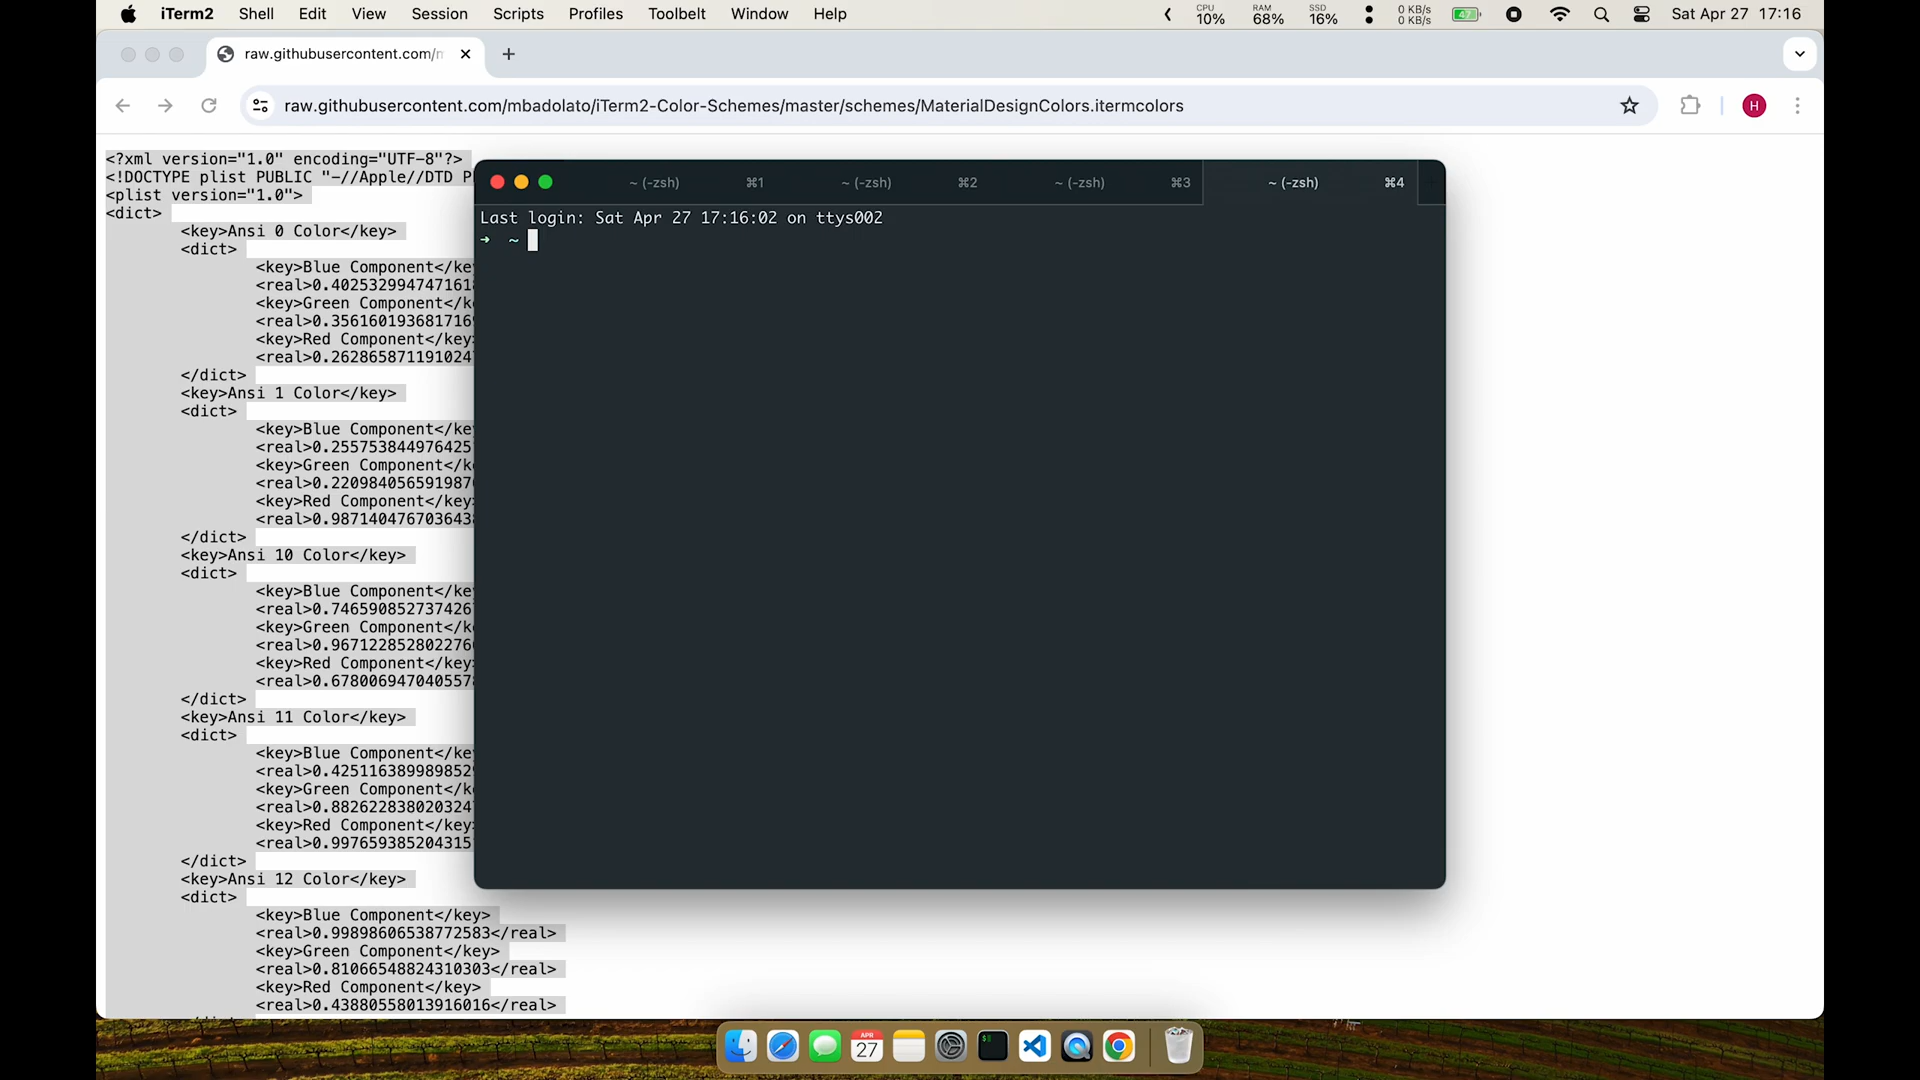 iTerm2 Shell Edit View Session Scripts Profiles Toolbelt Window Help
CPU 10% RAM 68% SSD 16% 0 KB/s 0 KB/s 47 Sat Apr 27 17:16
raw.githubusercontent.com/
raw.githubusercontent.com/mbadolato/iTerm2-Color-Schemes/master/schemes/MaterialDesignColors.itermcolors
H
<?xml version="1.0" encoding="UTF-8"?>
<!DOCTYPE plist PUBLIC "-//Apple//DTD
<plist version="1.0">
<dict>
<key>Ansi 0 Color</key>
<dict>
<key>Blue Component</key
<real>0.402532994747161
<key>Green Component</k
<real>0.356160193681716
<key>Red Component</key
<real>0.262865871191024
</dict>
<key>Ansi 1 Color</key>
<dict>
<key>Blue Component</key
<real>0.255753844976425
<key>Green Component</k
<real>0.220984056591987
<key>Red Component</key
<real>0.987140476703643
</dict>
<key>Ansi 10 Color</key>
<dict>
<key>Blue Component</key
<real>0.746590852737426
<key>Green Component</k
<real>0.967122852802276
<key>Red Component</key
<real>0.678006947040557
</dict>
<key>Ansi 11 Color</key>
<dict>
<key>Blue Component</key
<real>0.425116389989852
<key>Green Component</k
<real>0.882622838020324
<key>Red Component</key
<real>0.997659385204315
</dict>
<key>Ansi 12 Color</key>
<dict>
<key>Blue Component</key>
<real>0.99898606538772583</real>
<key>Green Component</key>
<real>0.81066548824310303</real>
<key>Red Component</key>
<real>0.43880558013916016</real>
~ (-zsh) ⌘1 ~ (-zsh) ⌘2 ~ (-zsh) ⌘3 ~ (-zsh) ⌘4
Last login: Sat Apr 27 17:16:02 on ttys002
➜ ~
APR
27